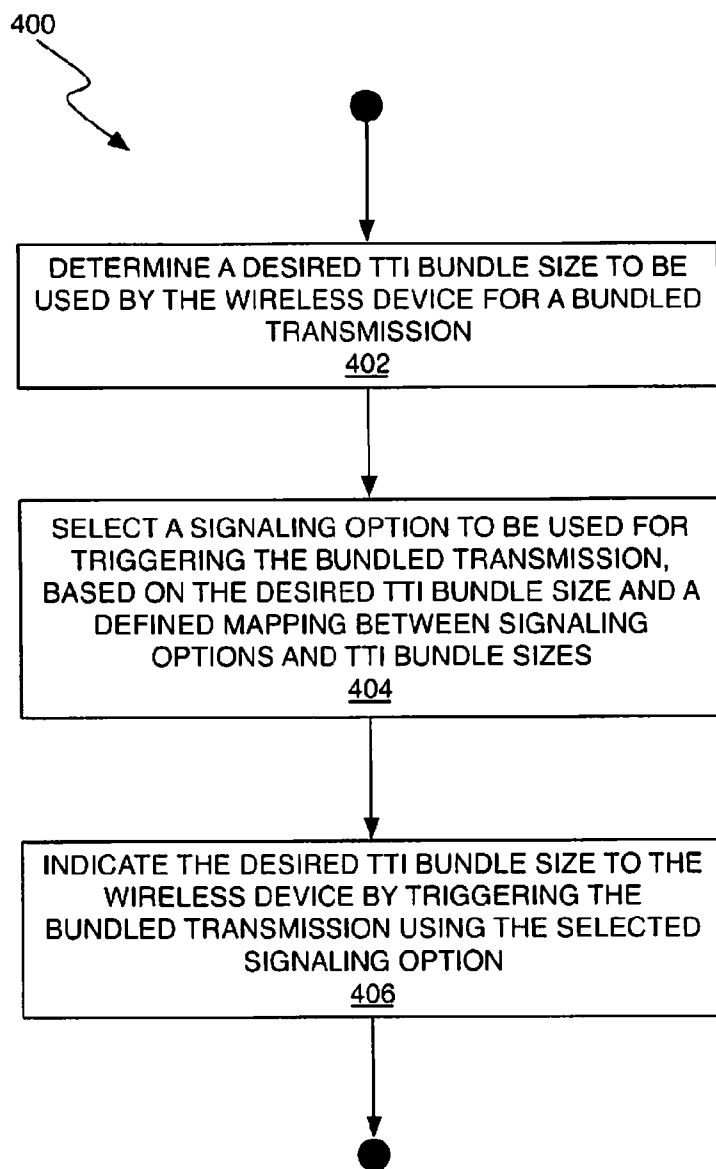 400
DETERMINE A DESIRED TTI BUNDLE SIZE TO BE
USED BY THE WIRELESS DEVICE FOR A BUNDLED
TRANSMISSION
402
SELECT A SIGNALING OPTION TO BE USED FOR
TRIGGERING THE BUNDLED TRANSMISSION,
BASED ON THE DESIRED TTI BUNDLE SIZE AND A
DEFINED MAPPING BETWEEN SIGNALING
OPTIONS AND TTI BUNDLE SIZES
404
INDICATE THE DESIRED TTI BUNDLE SIZE TO THE
WIRELESS DEVICE BY TRIGGERING THE
BUNDLED TRANSMISSION USING THE SELECTED
SIGNALING OPTION
406